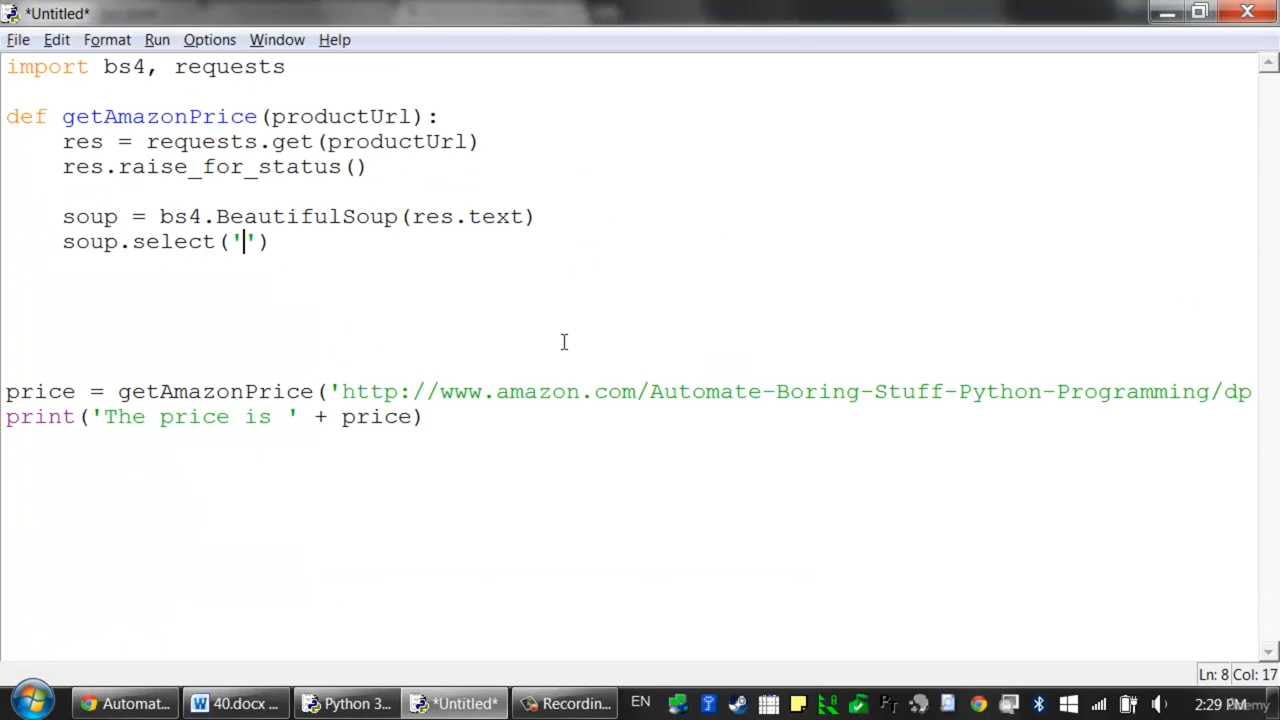 *Untitled*
File Edit Format Run Options Window Help
import bs4, requests
def getAmazonPrice(productUrl):
res = requests.get(productUrl)
res.raise_for_status()
soup = bs4.BeautifulSoup(res.text)
soup.select('')
price = getAmazonPrice('http://www.amazon.com/Automate-Boring-Stuff-Python-Programming/dp
print('The price is ' + price)
Ln: 8 Col: 17
Automat... 40.docx ... Python 3... *Untitled* Recordin... EN 2:29 PM